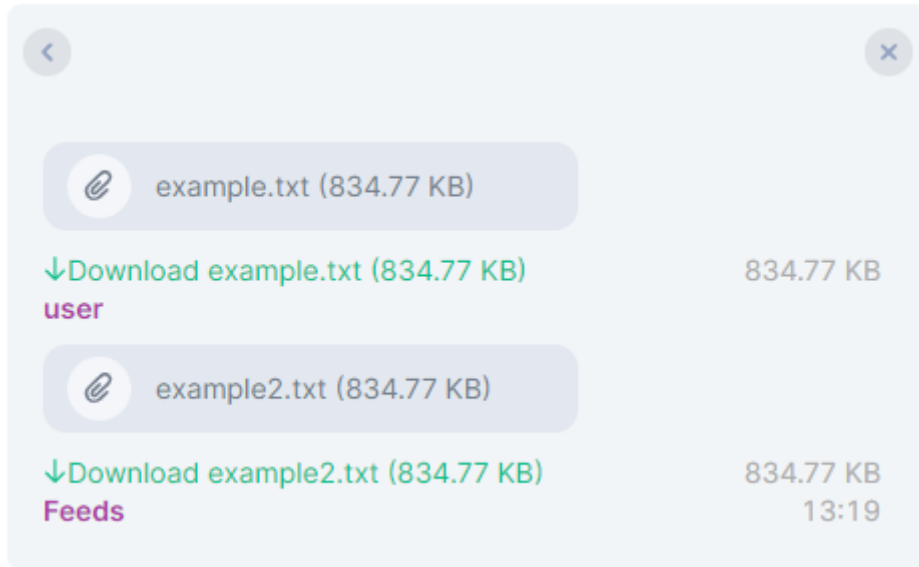 example.txt (834.77 KB)
↓Download example.txt (834.77 KB) 834.77 KB
user
example2.txt (834.77 KB)
↓Download example2.txt (834.77 KB) 834.77 KB
Feeds 13:19